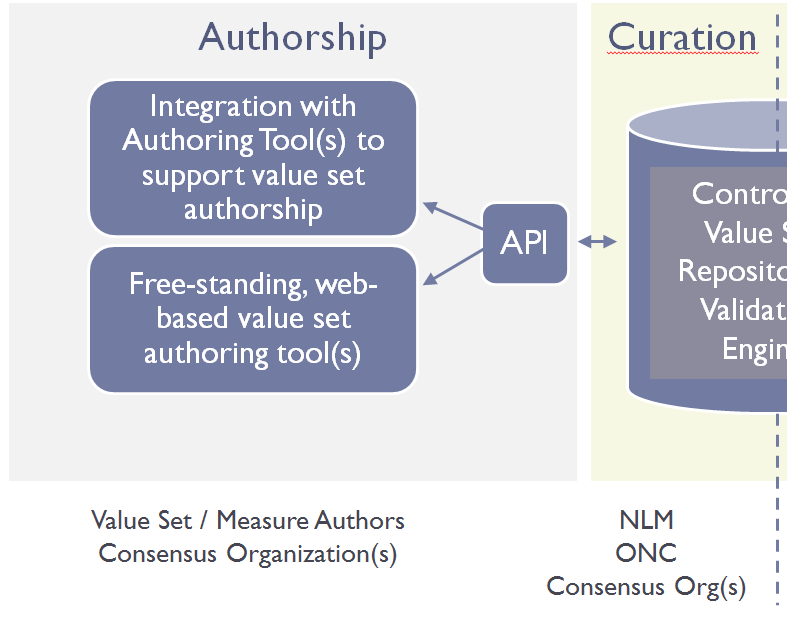 Authorship
Integration with
Authoring Tool(s) to
support value set
authorship
Free-standing, web-
based value set
authoring tool(s)
API
Value Set / Measure Authors
Consensus Organization(s)
Curation
Value
NLM
ONC
Consensus Org(s)